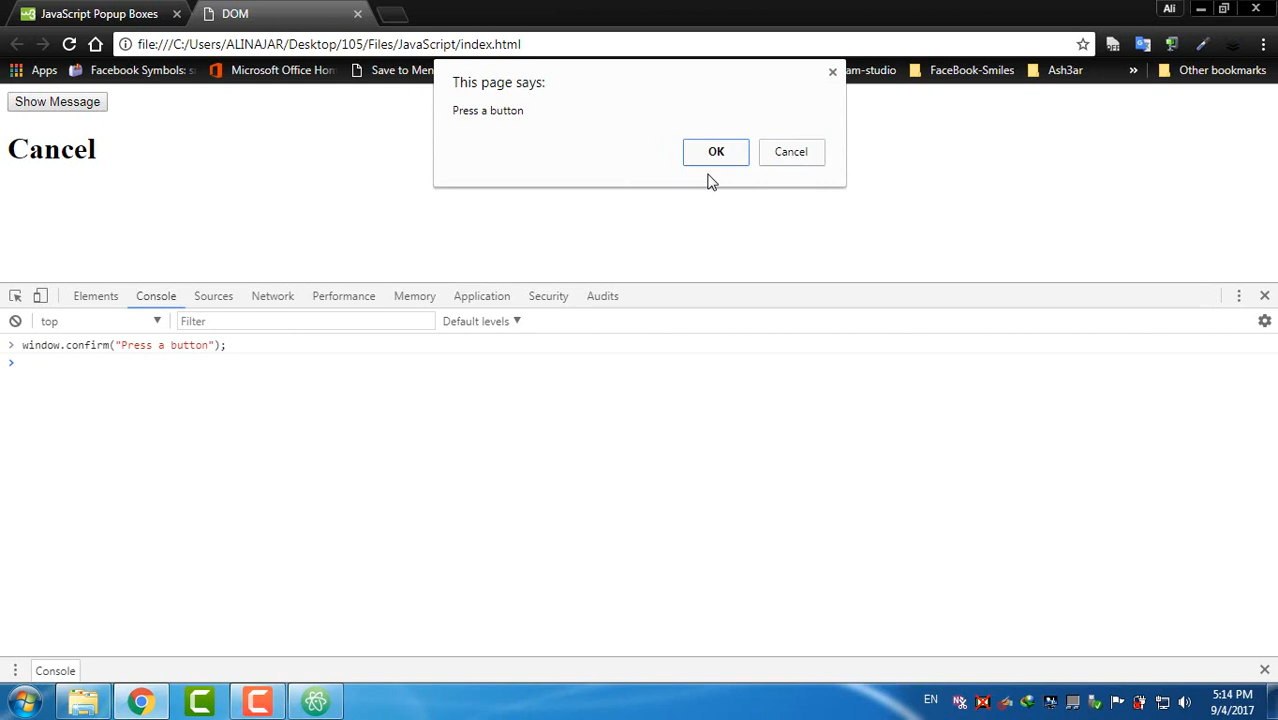 JavaScript Popup Boxes
DOM
Ali
file:///C:/Users/ALINAJAR/Desktop/105/Files/JavaScript/index.html
Apps
Facebook Symbols: s
Microsoft Office Hom
Save to Men
am-studio
FaceBook-Smiles
Ash3ar
»
Other bookmarks
Show Message
Cancel
This page says:
Press a button
OK
Cancel
Elements
Console
Sources
Network
Performance
Memory
Application
Security
Audits
top
Filter
Default levels
> window.confirm("Press a button");
>
Console
EN
5:14 PM
9/4/2017